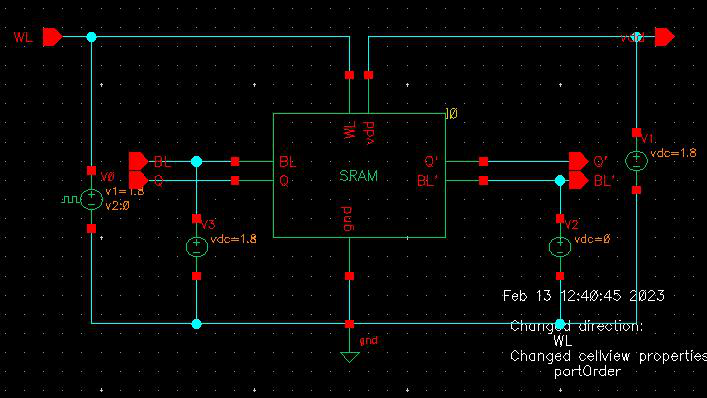 WL
vdd
I0
WL
vdd
V1
vdc=1.8
BL
BL
Q'
Q'
Q
Q
SRAM
BL'
BL'
V0
v1=1.8
v2:0
gnd
V3
vdc=1.8
V2
vdc=0
Feb 13 12:40:45 2023
Changed direction:
WL
Changed cellview properties
portOrder
gnd